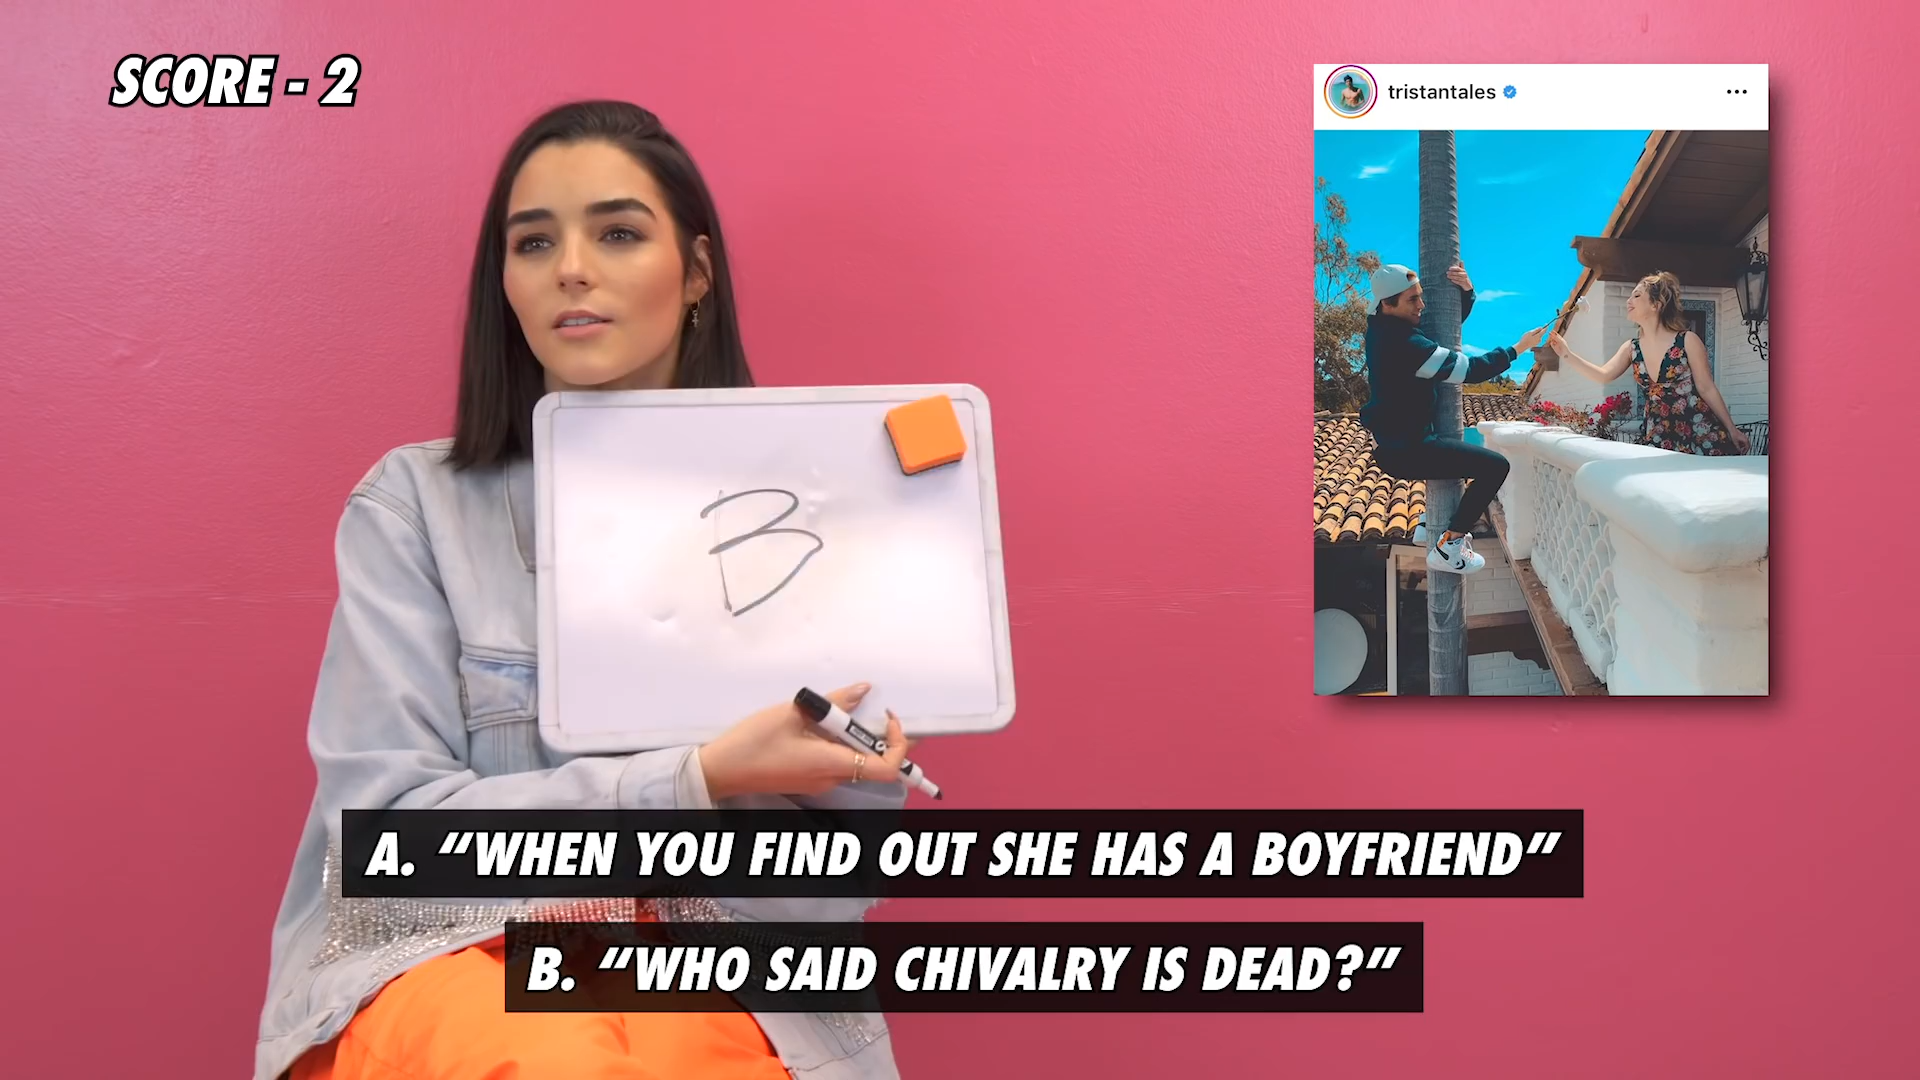 SCORE - 2
tristantales
B
A. “WHEN YOU FIND OUT SHE HAS A BOYFRIEND”
B. “WHO SAID CHIVALRY IS DEAD?”